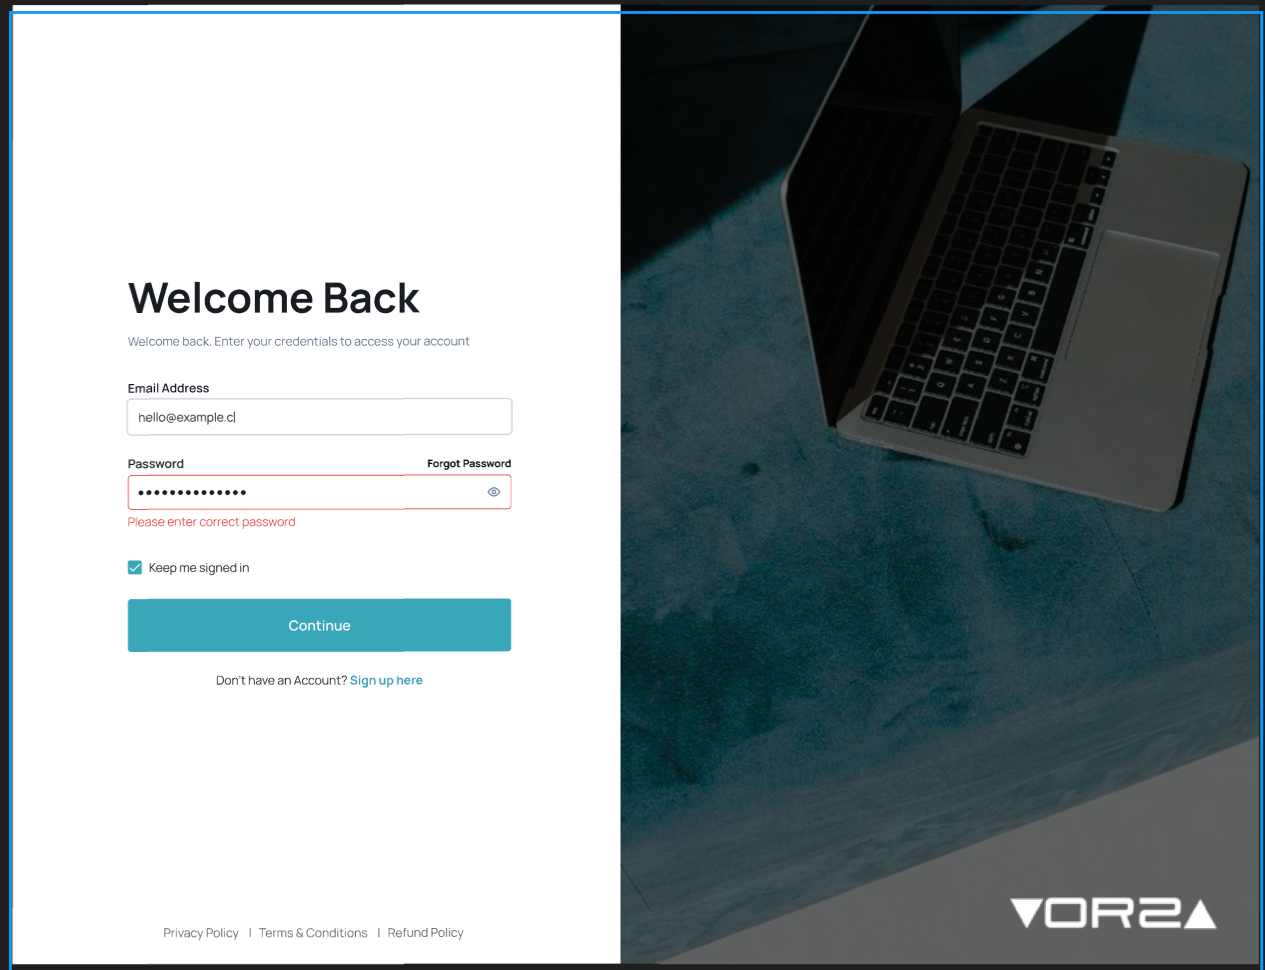 Welcome Back
Welcome back. Enter your credentials to access your account
Email Address
hello@example.c
Password Forgot Password
••••••••••••••
Please enter correct password
Keep me signed in
Continue
Don't have an Account? Sign up here
Privacy Policy | Terms & Conditions | Refund Policy
VORZA